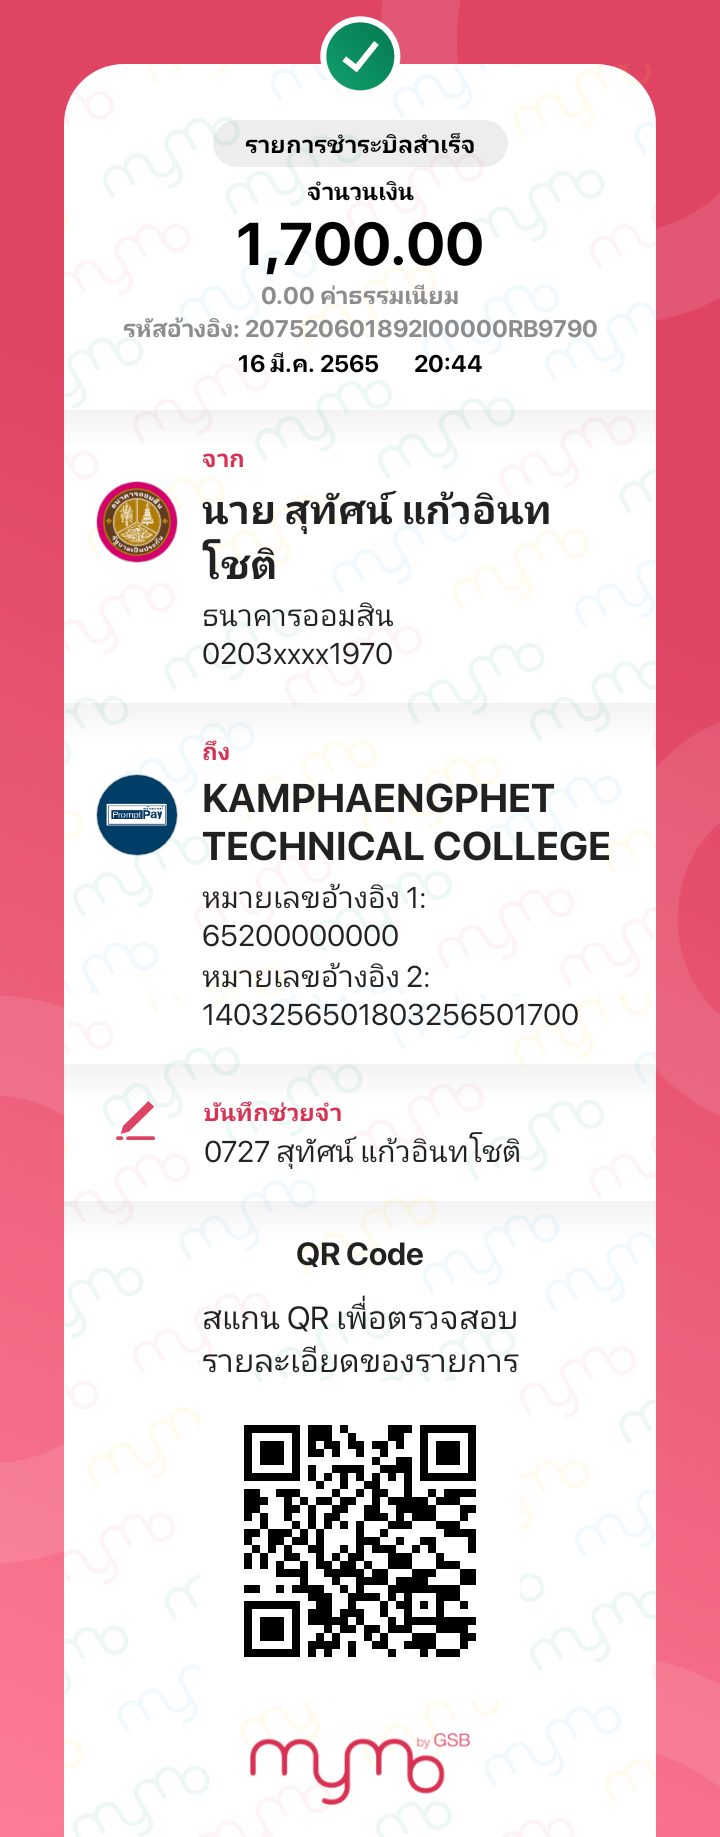 รายการชำระบิลสำเร็จ
จำนวนเงิน
1,700.00
0.00 ค่าธรรมเนียม
รหัสอ้างอิง: 207520601892I00000RB9790
16 มี.ค. 2565 20:44
จาก
นาย สุทัศน์ แก้วอินท
โชติ
ธนาคารออมสิน
0203xxxx1970
ถึง
PromptPay
KAMPHAENGPHET
TECHNICAL COLLEGE
หมายเลขอ้างอิง 1:
65200000000
หมายเลขอ้างอิง 2:
1403256501803256501700
บันทึกช่วยจำ
0727 สุทัศน์ แก้วอินทโชติ
QR Code
สแกน QR เพื่อตรวจสอบ
รายละเอียดของรายการ
mymo by GSB